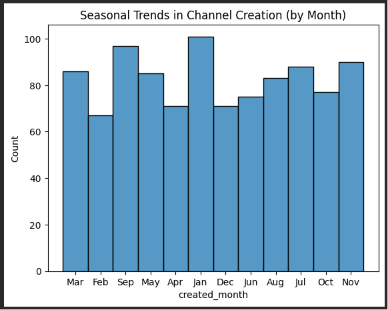 Seasonal Trends in Channel Creation (by Month)
100
80
60
40
20
0
Count
Mar Feb Sep May Apr Jan Dec Jun Aug Jul Oct Nov
created_month